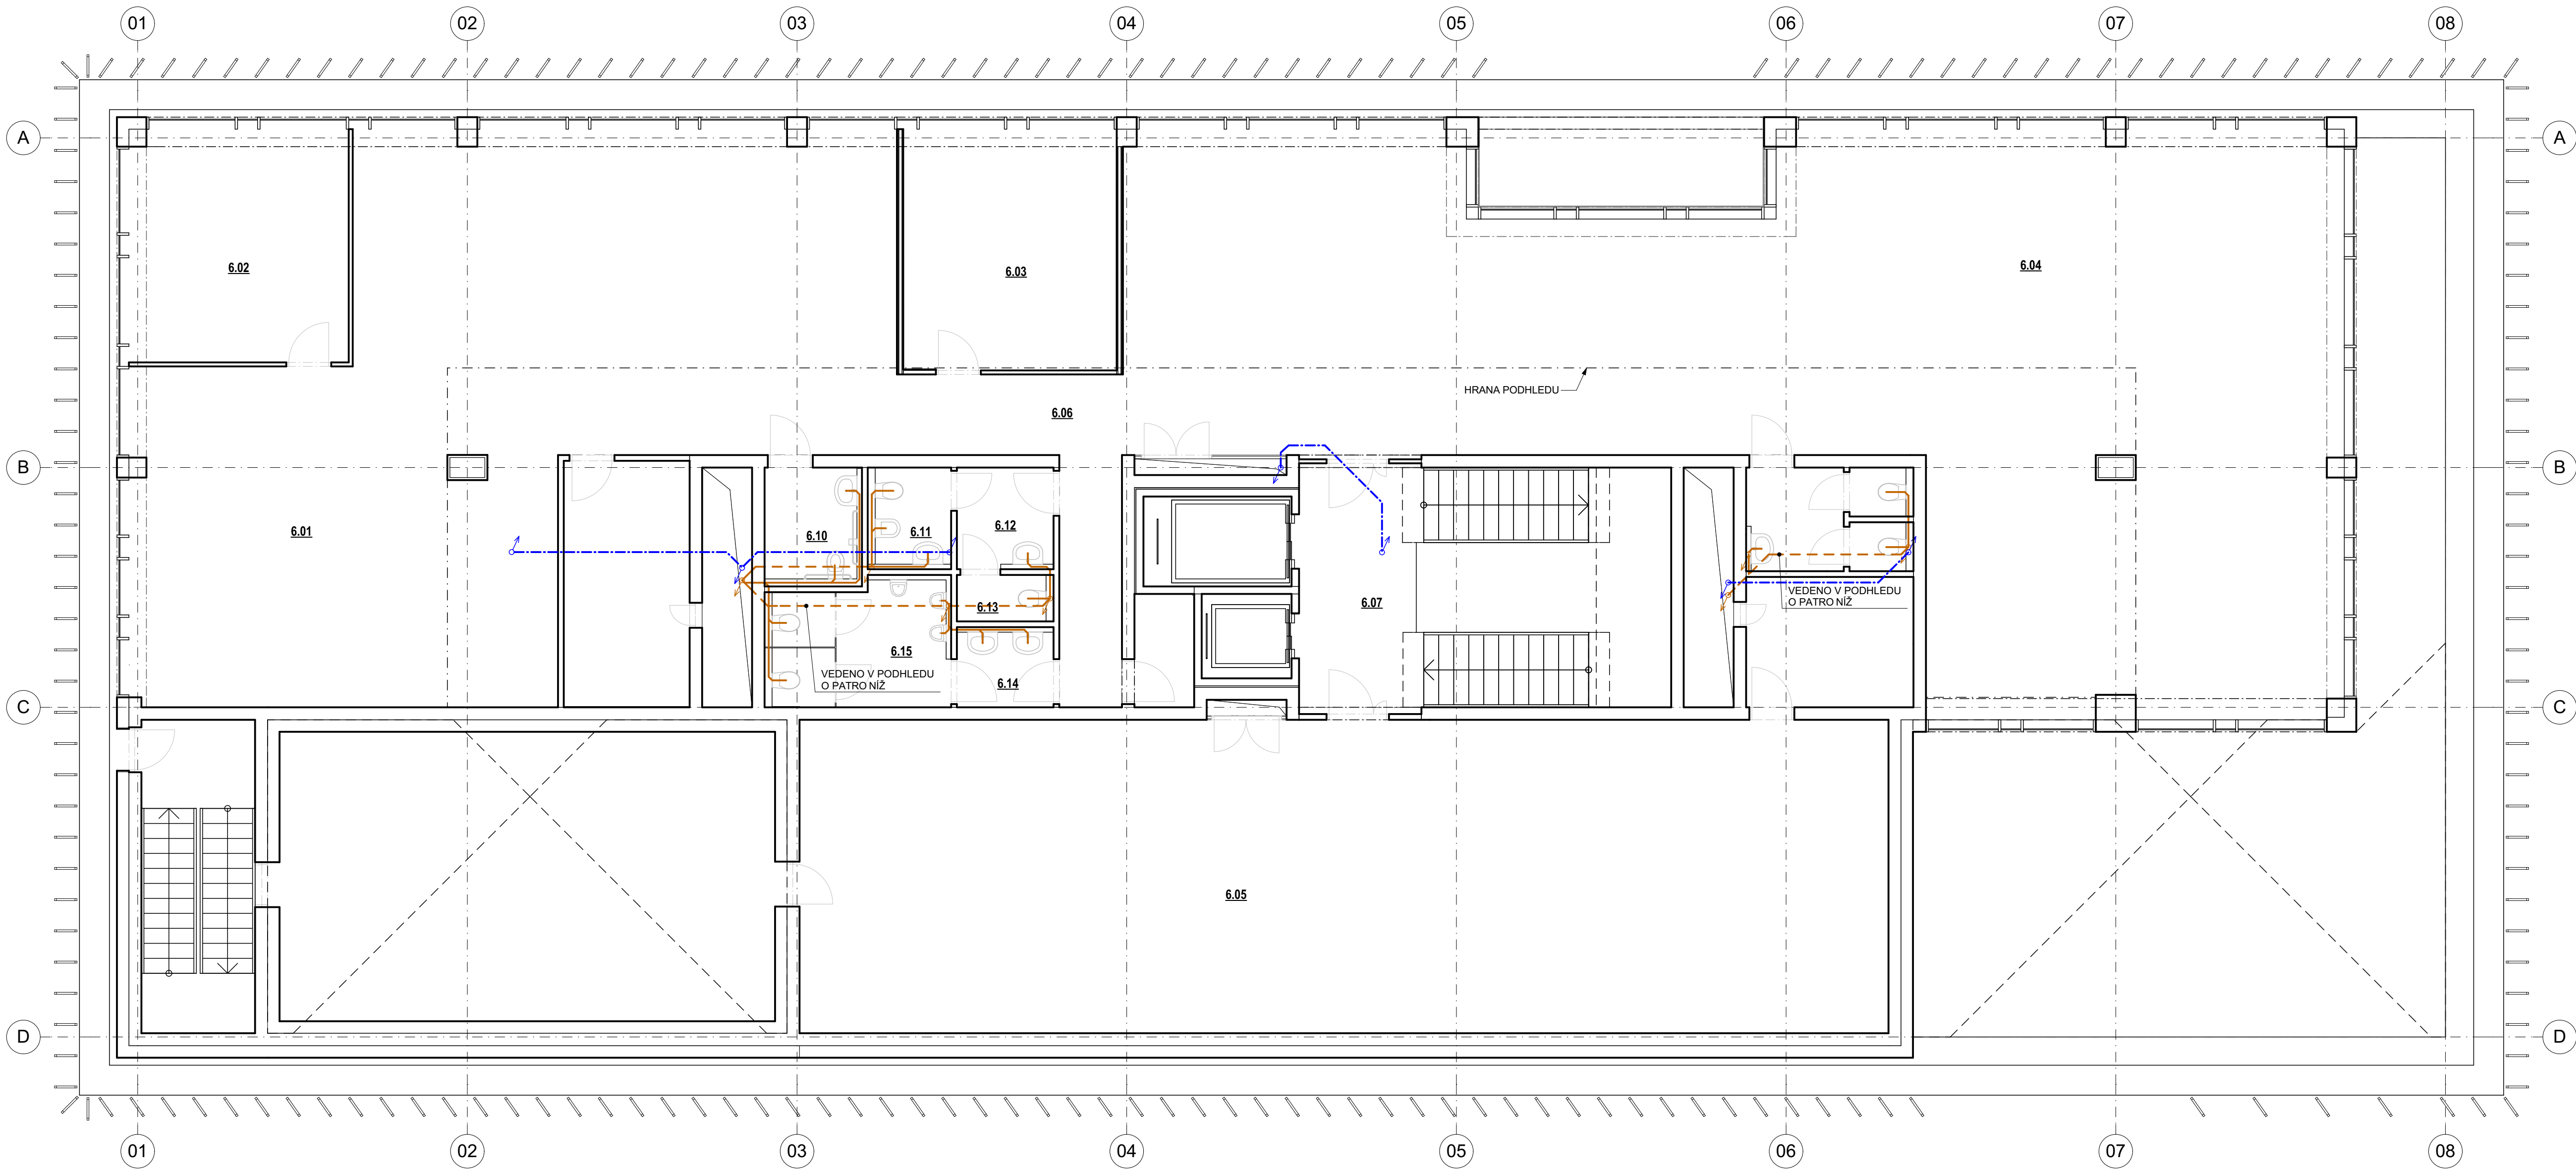 01 02 03 04 05 06 07 08
A A
6.02 6.03 6.04
HRANA PODHLEDU
6.06
B B
6.01 6.10 6.11 6.12
6.13 6.07
VEDENO V PODHLEDU
O PATRO NÍŽ
6.15
VEDENO V PODHLEDU
O PATRO NÍŽ
6.14
C C
6.05
D D
01 02 03 04 05 06 07 08